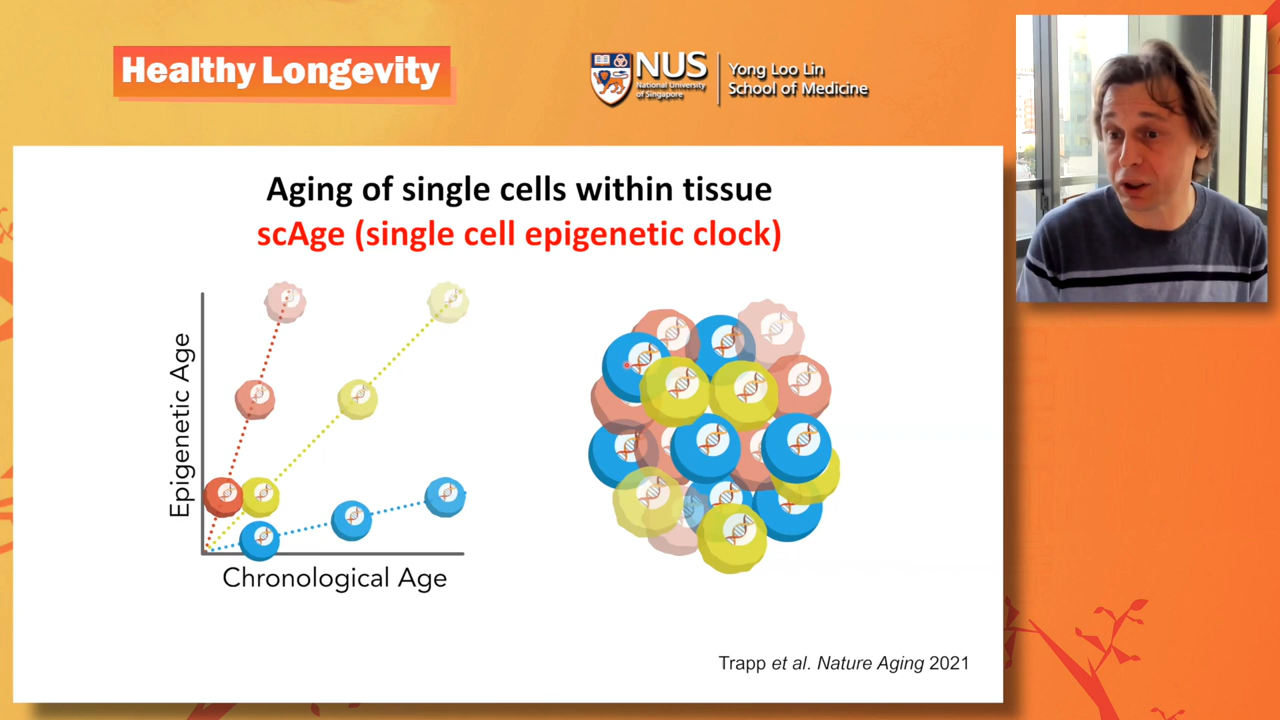 Healthy Longevity
NUS
National University
of Singapore
Yong Loo Lin
School of Medicine
Aging of single cells within tissue
scAge (single cell epigenetic clock)
Epigenetic Age
Chronological Age
Trapp et al. Nature Aging 2021